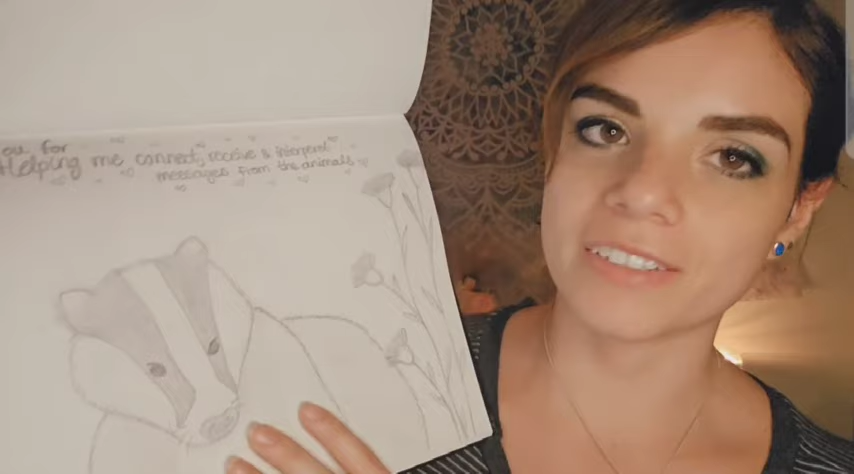 ou for
Helping me connect, receive & interpret
messages from the animals